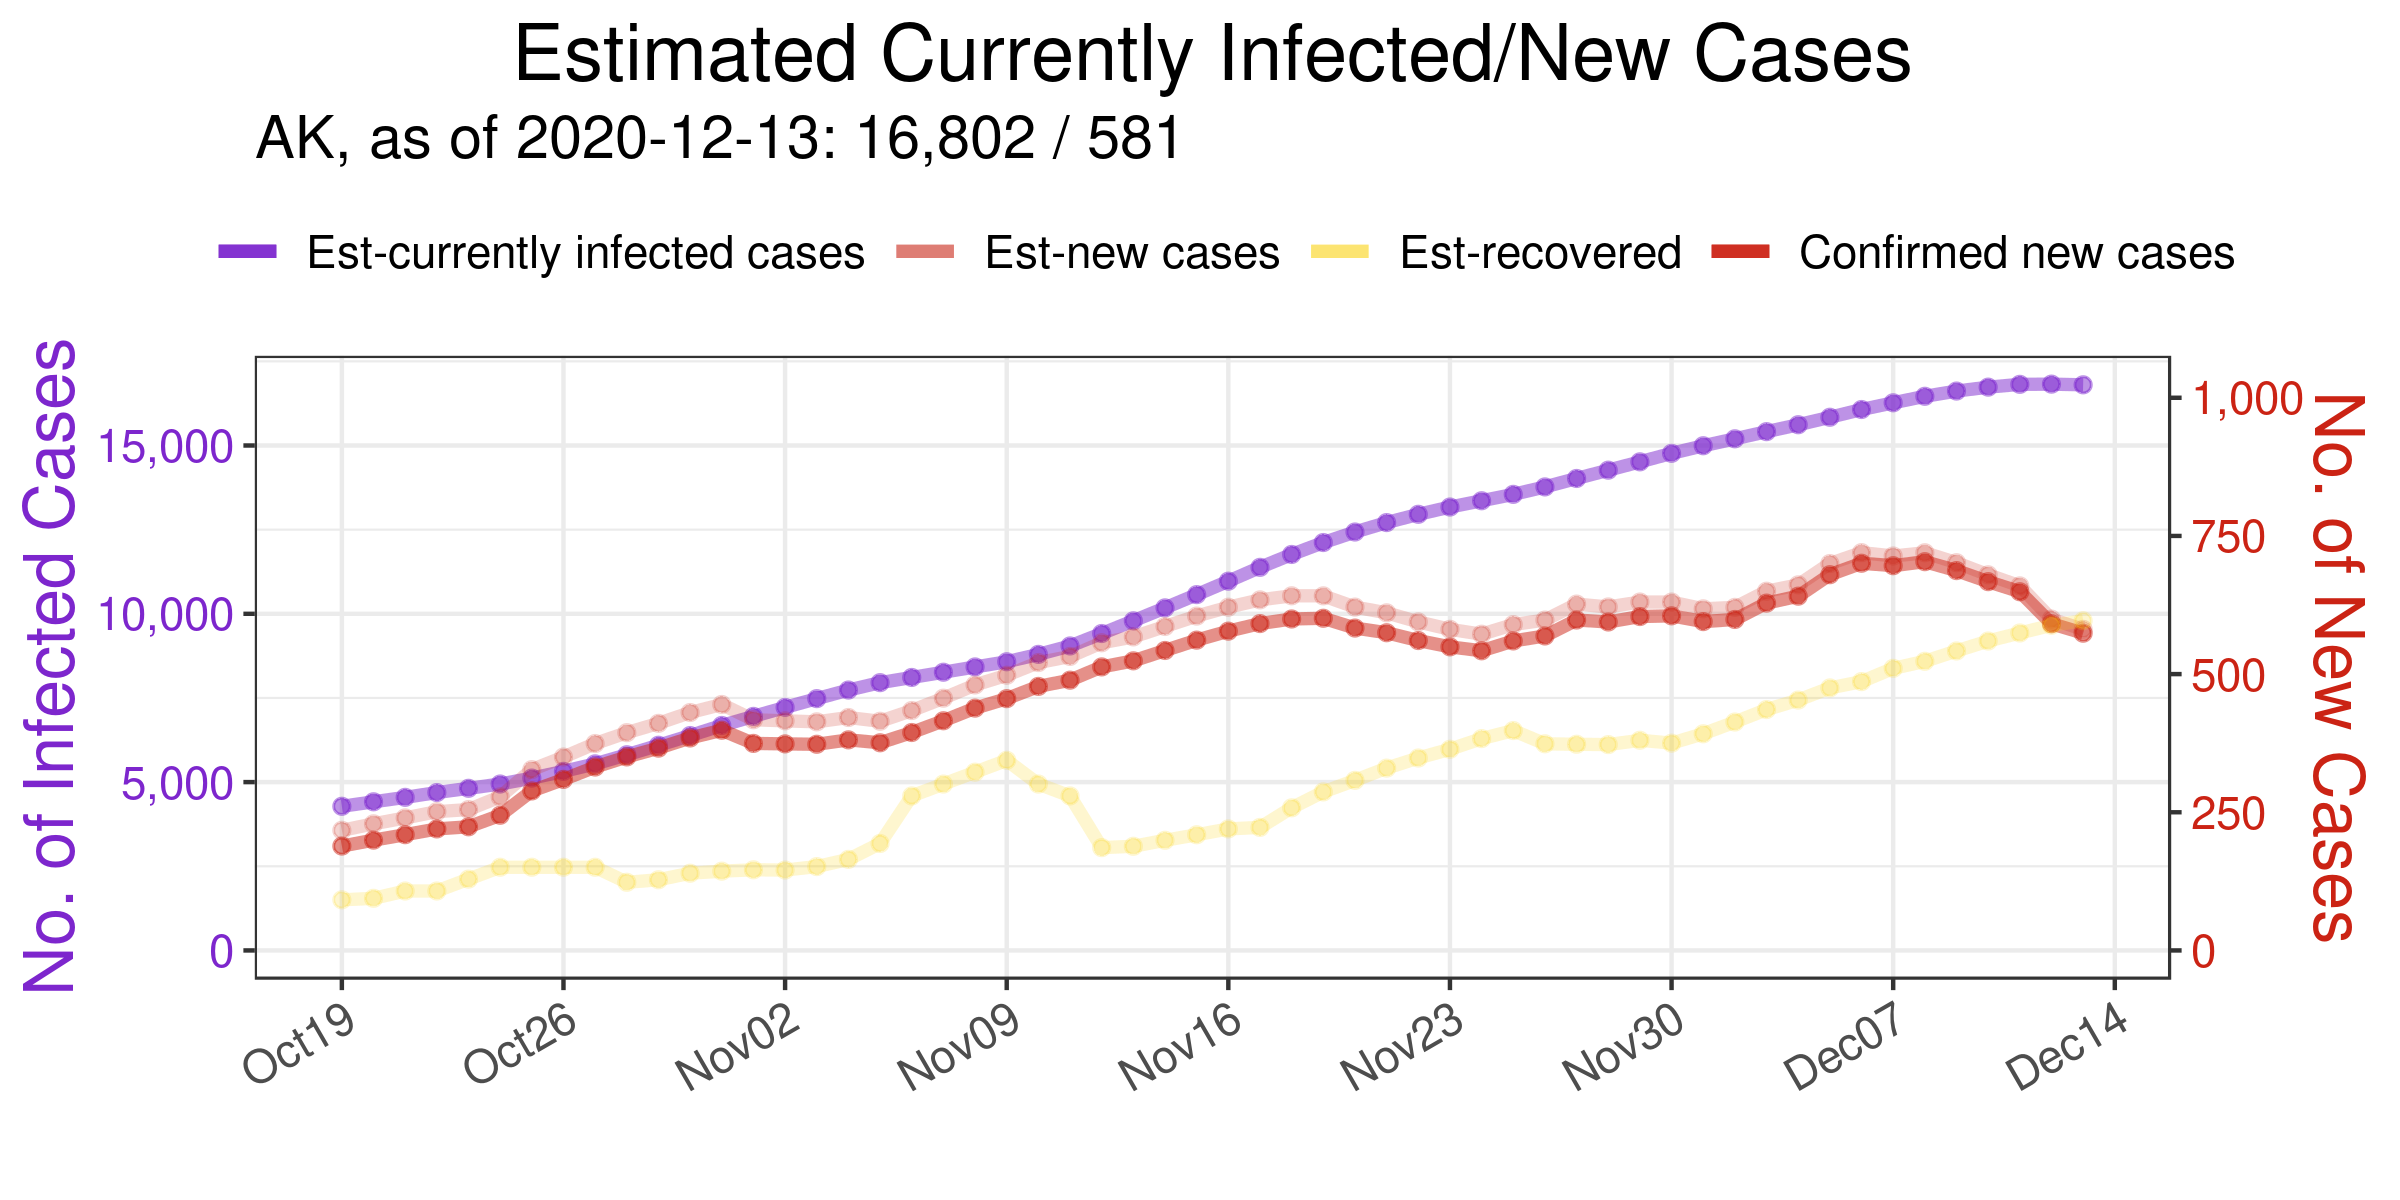 Estimated Currently Infected/New Cases
AK, as of 2020-12-13: 16,802 / 581
Est-currently infected cases Est-new cases Est-recovered Confirmed new cases
No. of Infected Cases
15,000
10,000
5,000
0
1,000
750
500
250
0
No. of New Cases
Oct19 Oct26 Nov02 Nov09 Nov16 Nov23 Nov30 Dec07 Dec14